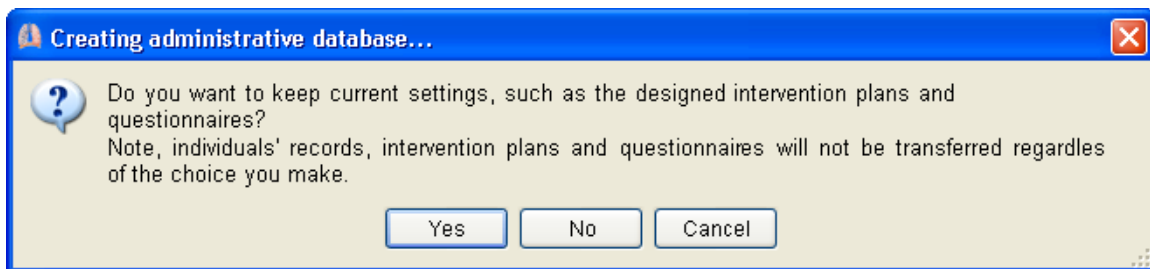 Creating administrative database...
Do you want to keep current settings, such as the designed intervention plans and
questionnaires?
Note, individuals' records, intervention plans and questionnaires will not be transferred regardles
of the choice you make.
Yes No Cancel